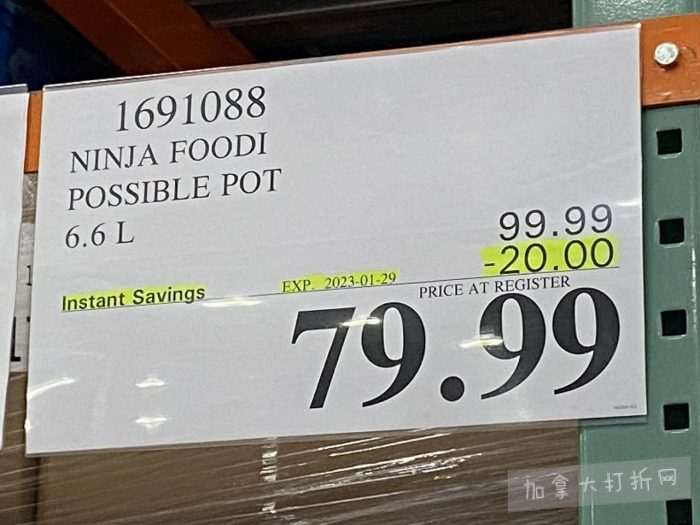 1691088
NINJA FOODI
POSSIBLE POT
6.6 L
99.99
-20.00
Instant Savings
EXP. 2023-01-29
PRICE AT REGISTER
79.99
加拿大打折网